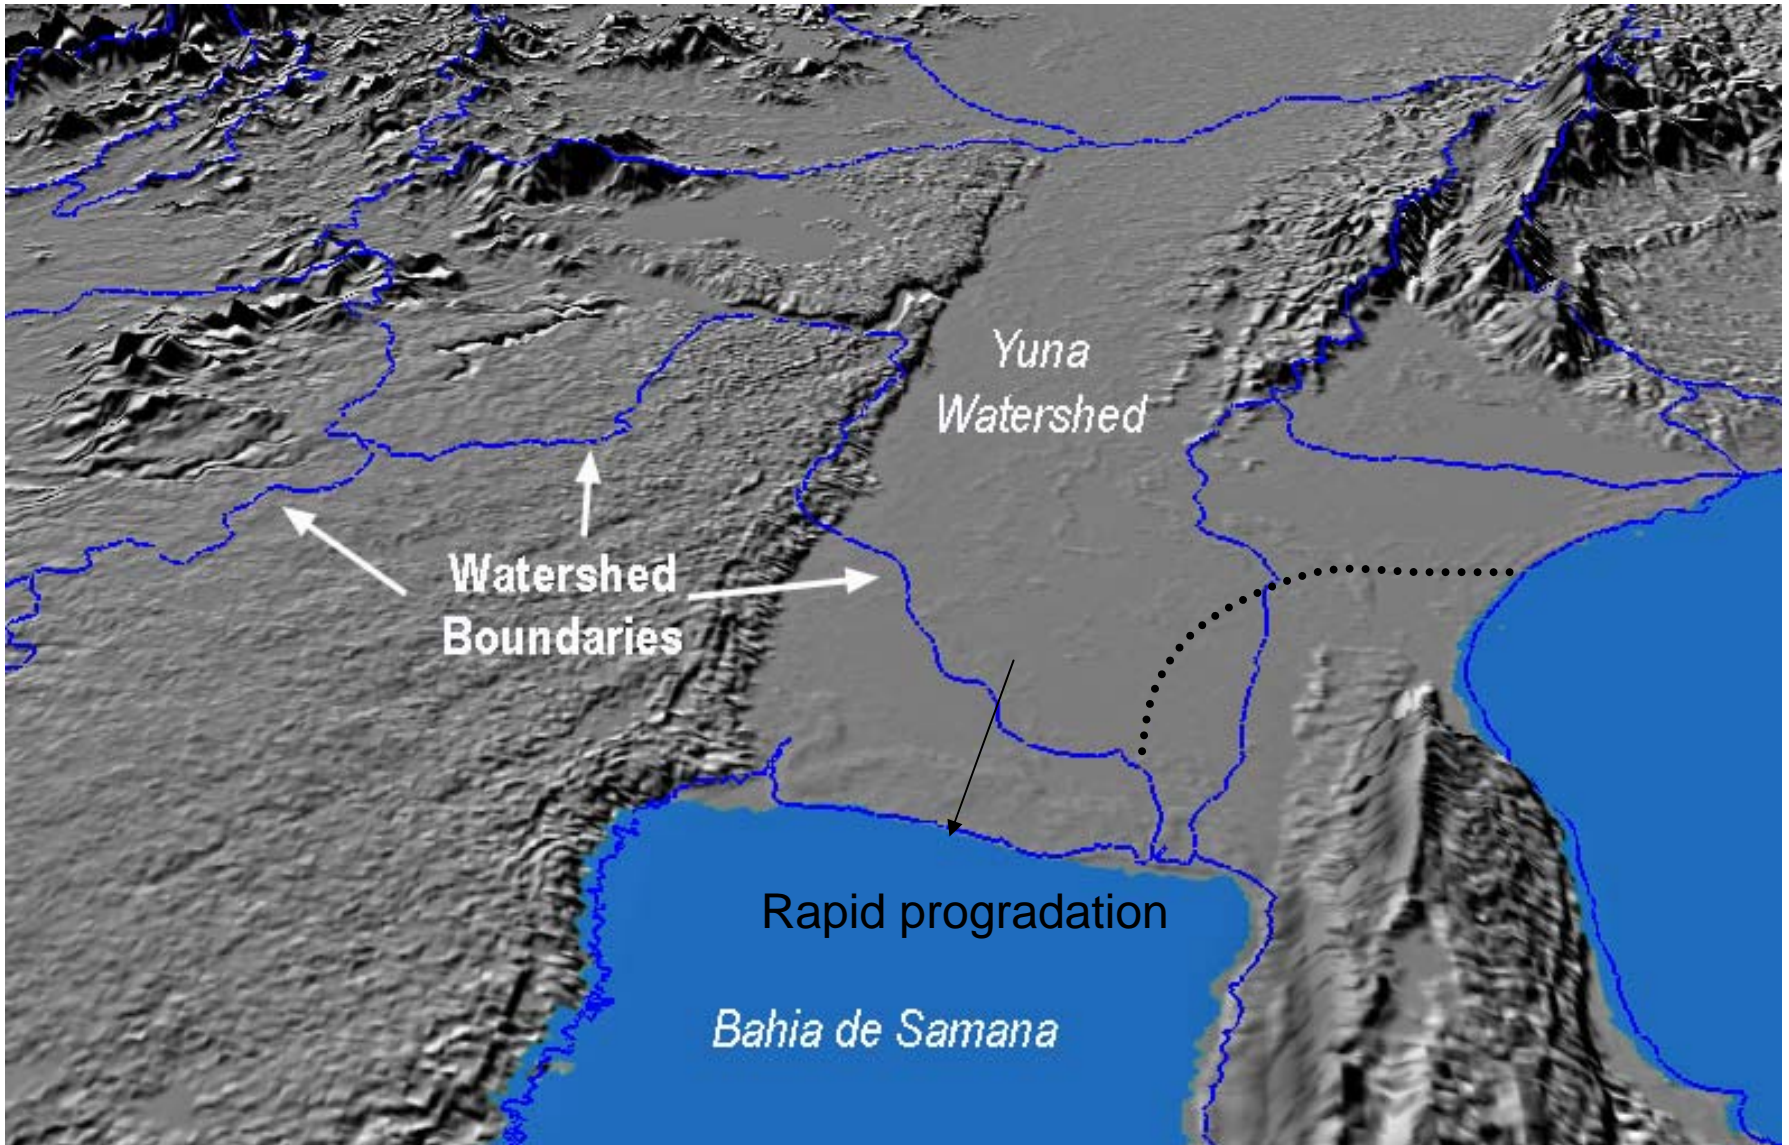 Yuna
Watershed
Watershed
Boundaries
Rapid progradation
Bahia de Samana